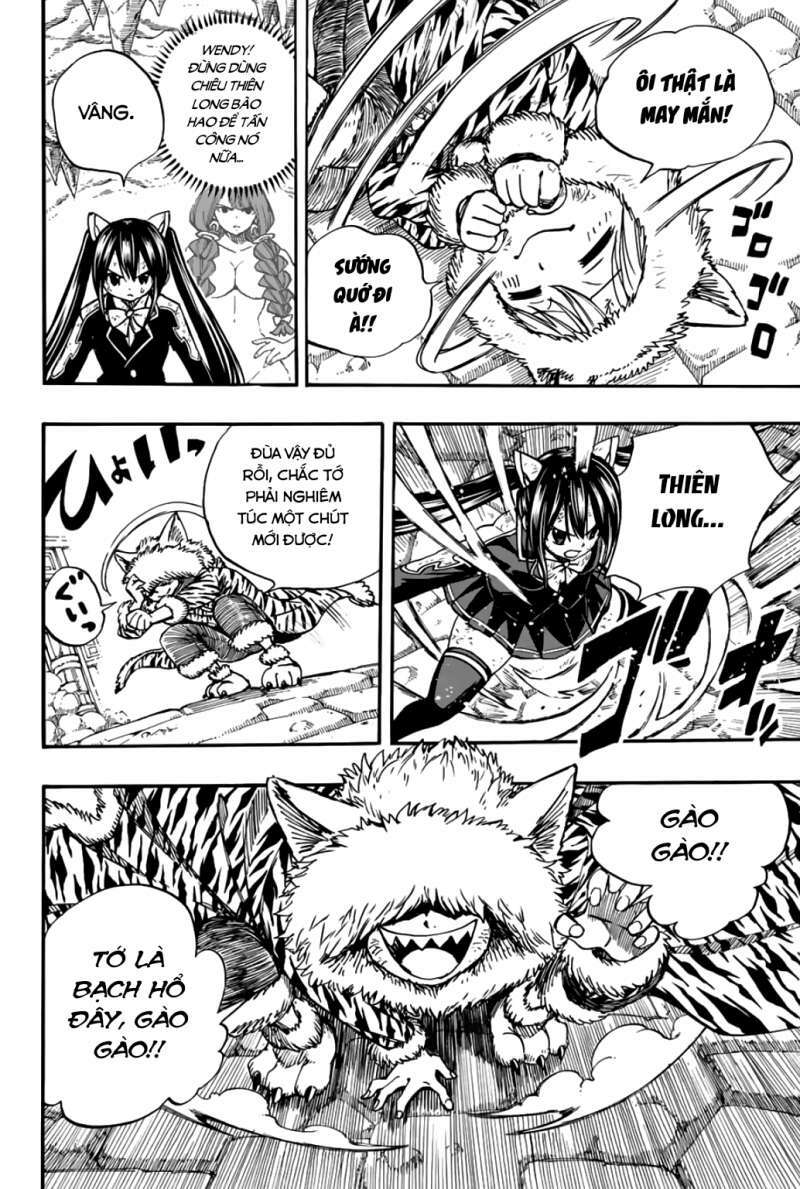 ÔI THẬT LÀ
MAY MẮN!
SƯỚNG
QUỚ ĐI
À!!
ゴロ
ゴロ
WENDY!
ĐỪNG DÙNG
CHIÊU THIÊN
LONG BÀO
HAO ĐỂ TẤN
CÔNG NÓ
NỮA...
VÂNG.
THIÊN
LONG...
ブオ
ĐÙA VẬY ĐỦ
RỒI, CHẮC TỚ
PHẢI NGHIÊM
TÚC MỘT CHÚT
MỚI ĐƯỢC!
ひょいっ
ぐいっ
GÀO
GÀO!!
TỚ LÀ
BẠCH HỔ
ĐÂY, GÀO
GÀO!!